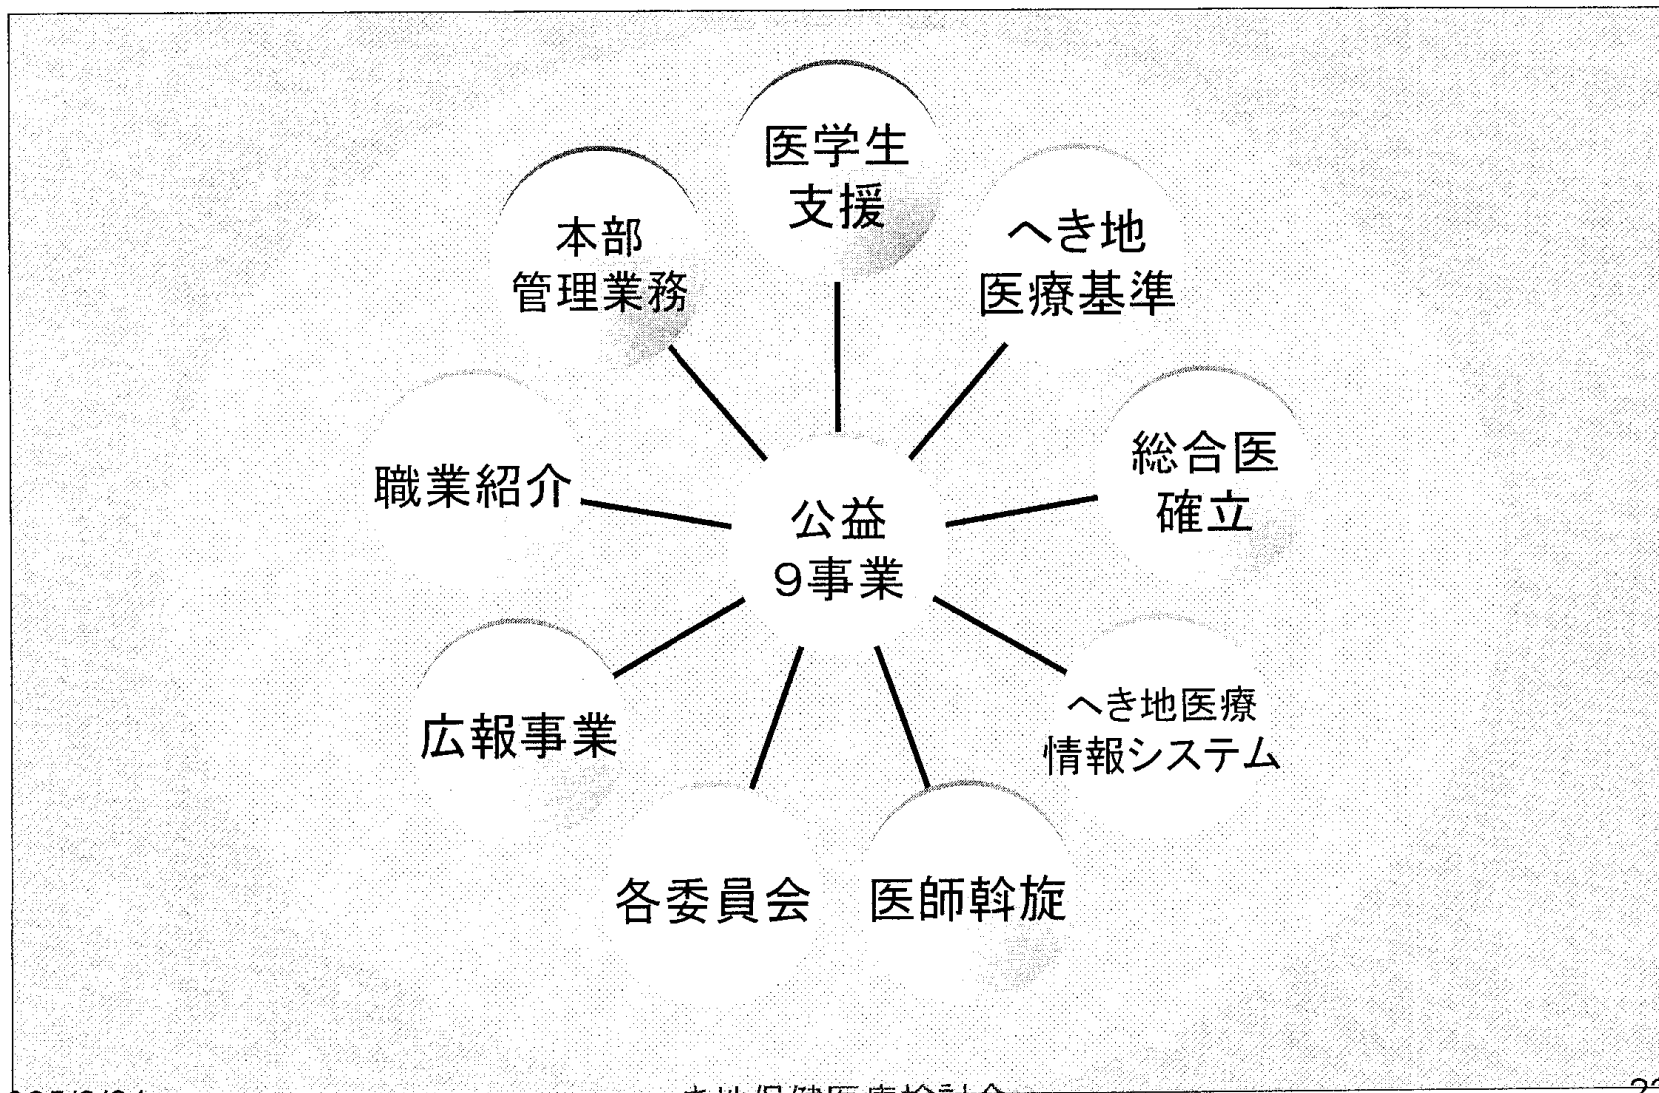 医学生
支援
へき地
医療基準
総合医
確立
へき地医療
情報システム
医師斡旋
各委員会
広報事業
職業紹介
本部
管理業務
公益
9事業